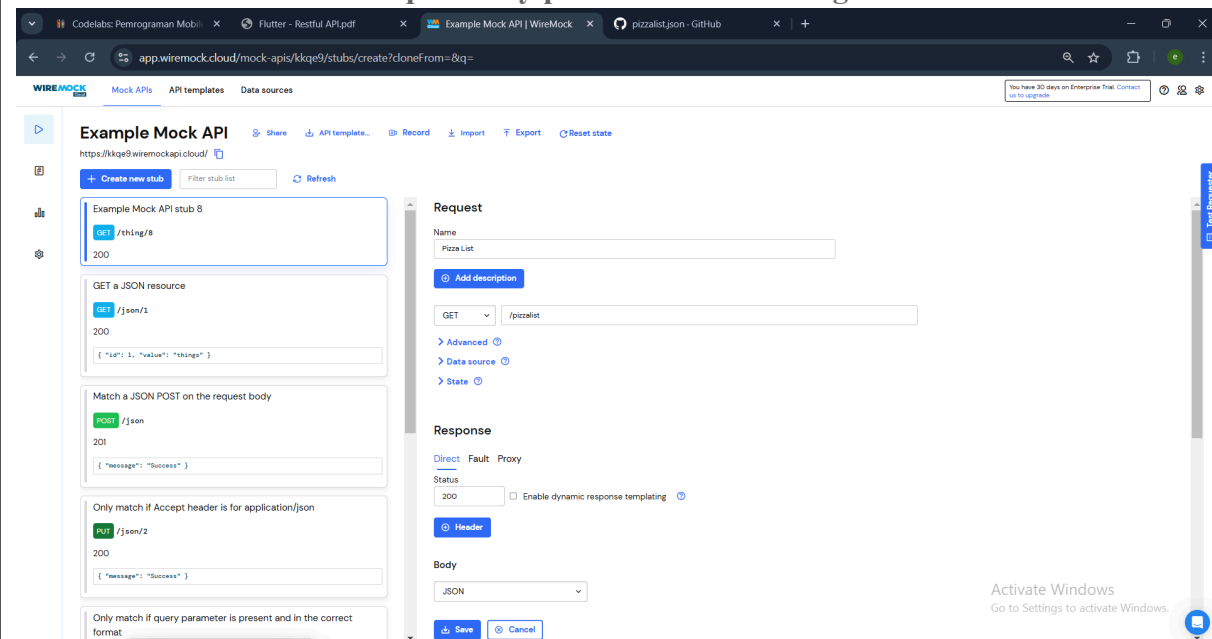 Codelabs: Pemrograman Mobil
Flutter - Restful API.pdf
Example Mock API | WireMock
pizzalist.json · GitHub
app.wiremock.cloud/mock-apis/kkqe9/stubs/create?cloneFrom=&q=
e
WIREMOCK
Cloud
Mock APIs
API templates
Data sources
You have 30 days on Enterprise Trial. Contact
us to upgrade
Example Mock API
Share
API template...
Record
Import
Export
Reset state
https://kkqe9.wiremockapi.cloud/
+ Create new stub
Filter stub list
Refresh
Test Requester
Example Mock API stub 8
GET /thing/8
200
GET a JSON resource
GET /json/1
200
{ "id": 1, "value": "things" }
Match a JSON POST on the request body
POST /json
201
{ "message": "Success" }
Only match if Accept header is for application/json
PUT /json/2
200
{ "message": "Success" }
Only match if query parameter is present and in the correct
format
Request
Name
Pizza List
Add description
GET
/pizzalist
Advanced
Data source
State
Response
Direct
Fault
Proxy
Status
200
Enable dynamic response templating
Header
Body
JSON
Save
Cancel
Activate Windows
Go to Settings to activate Windows.